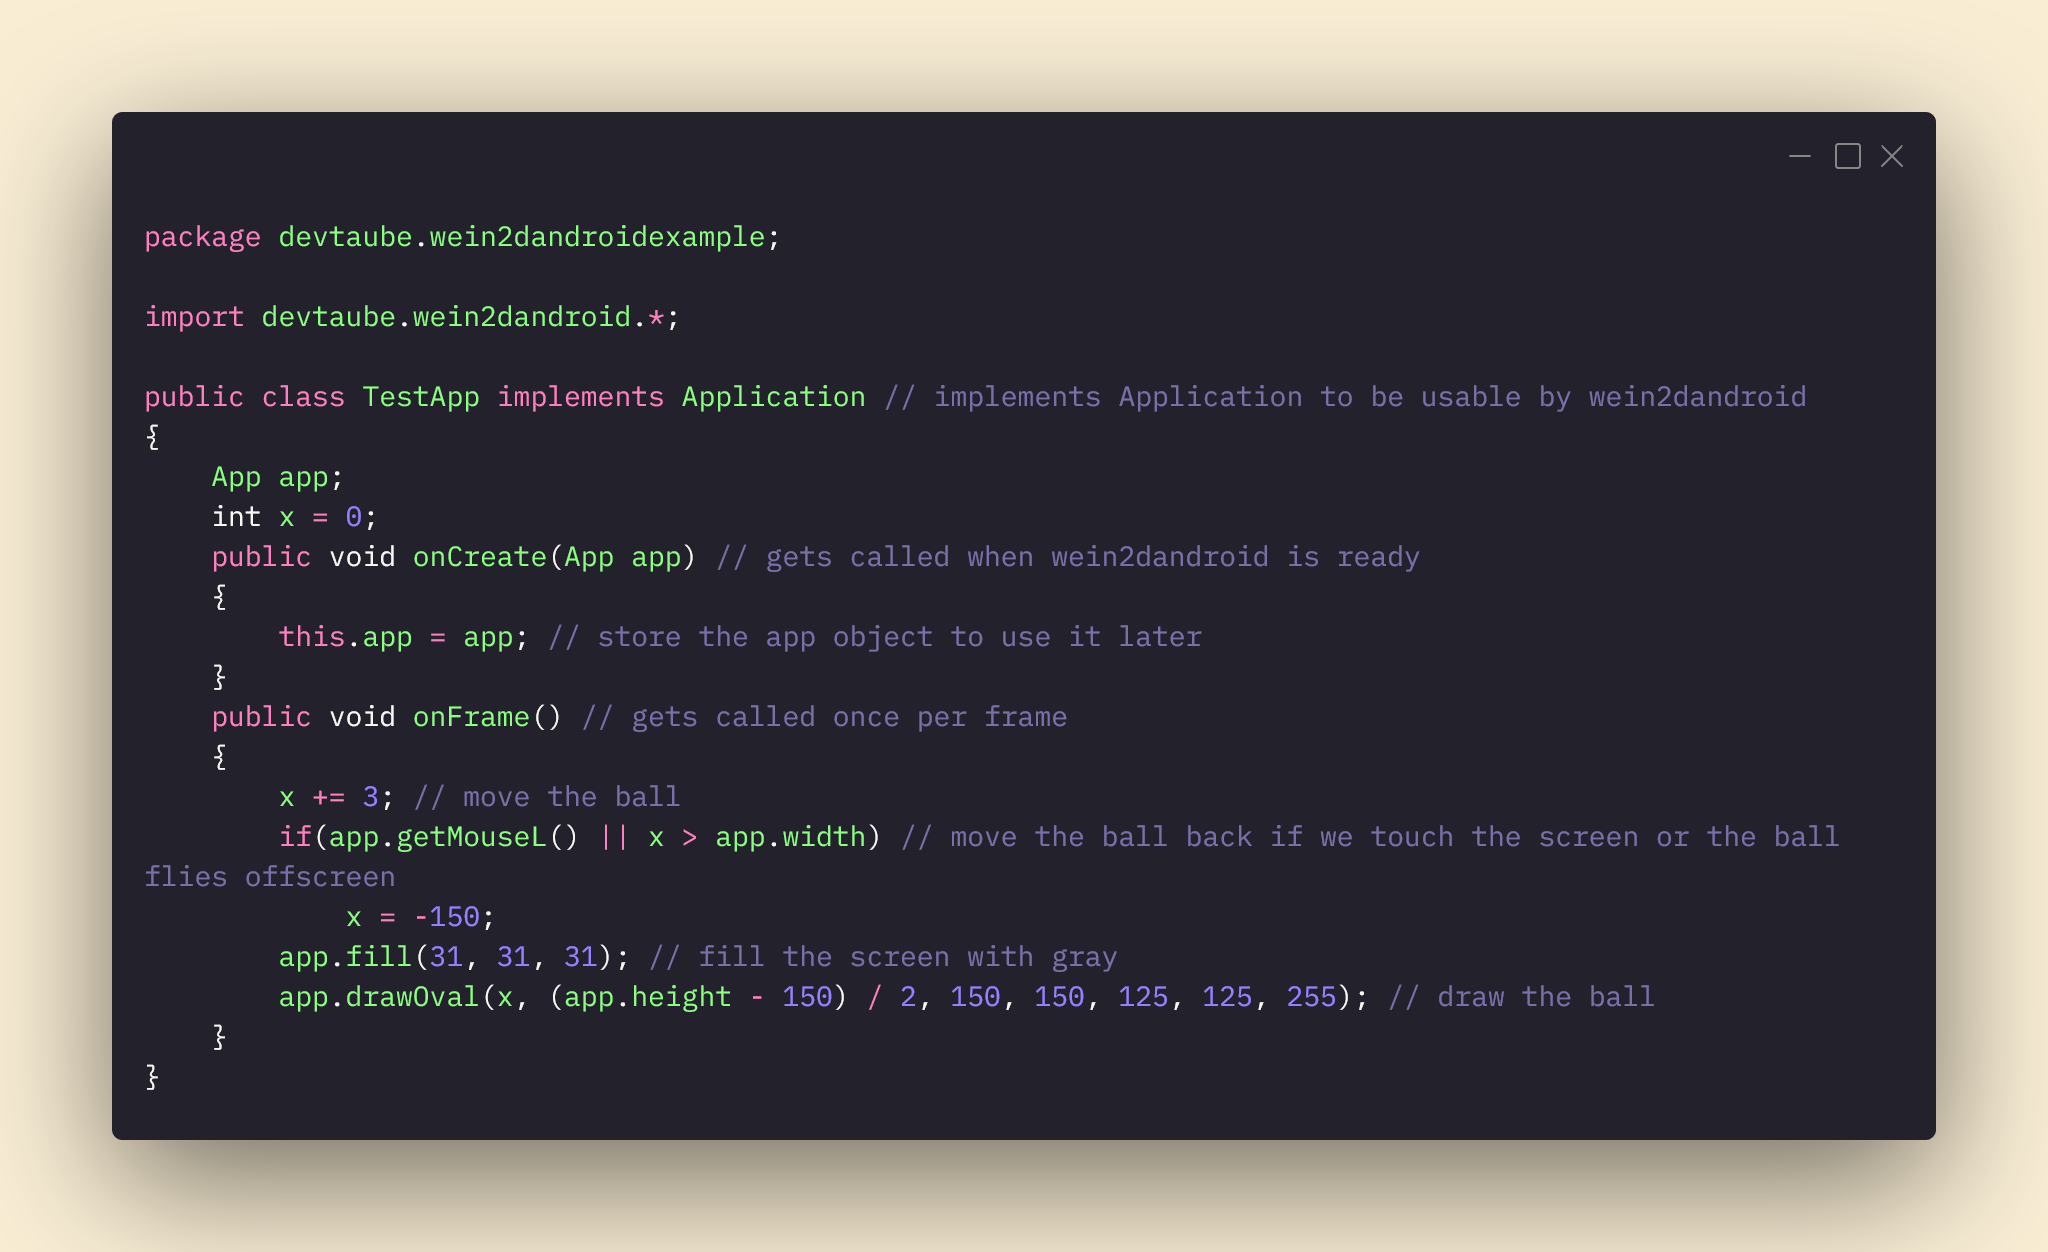 package devtaube.wein2dandroidexample;

import devtaube.wein2dandroid.*;

public class TestApp implements Application // implements Application to be usable by wein2dandroid
{
    App app;
    int x = 0;
    public void onCreate(App app) // gets called when wein2dandroid is ready
    {
        this.app = app; // store the app object to use it later
    }
    public void onFrame() // gets called once per frame
    {
        x += 3; // move the ball
        if(app.getMouseL() || x > app.width) // move the ball back if we touch the screen or the ball
flies offscreen
            x = -150;
        app.fill(31, 31, 31); // fill the screen with gray
        app.drawOval(x, (app.height - 150) / 2, 150, 150, 125, 125, 255); // draw the ball
    }
}